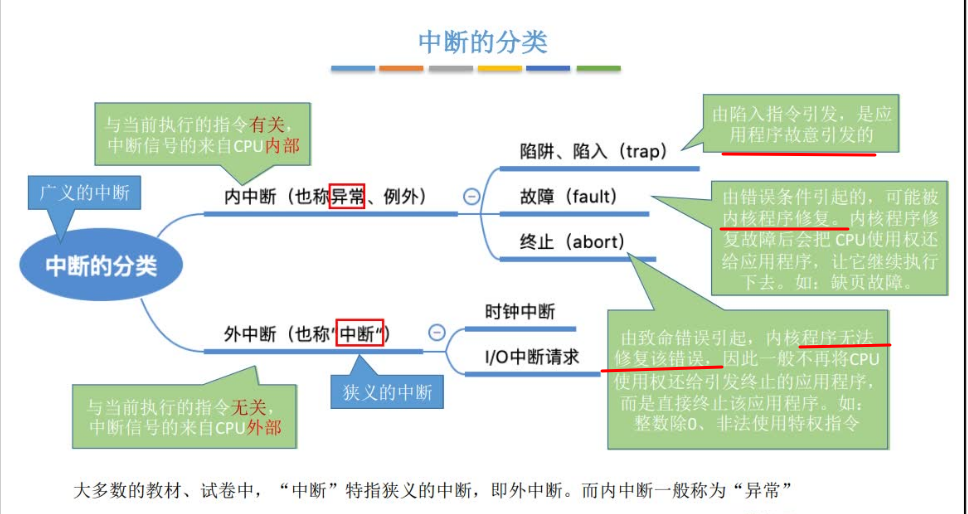 中断的分类
与当前执行的指令有关,
中断信号的来自CPU内部
广义的中断
中断的分类
内中断（也称异常、例外）
陷阱、陷入（trap）
由陷入指令引发，是应
用程序故意引发的
故障（fault）
由错误条件引起的，可能被
内核程序修复。内核程序修
复故障后会把 CPU使用权还
给应用程序，让它继续执行
下去。如：缺页故障。
终止（abort）
由致命错误引起，内核程序无法
修复该错误，因此一般不再将CPU
使用权还给引发终止的应用程序，
而是直接终止该应用程序。如：
整数除0、非法使用特权指令
外中断（也称“中断”）
时钟中断
I/O中断请求
狭义的中断
与当前执行的指令无关，
中断信号的来自CPU外部
大多数的教材、试卷中，“中断”特指狭义的中断，即外中断。而内中断一般称为“异常”